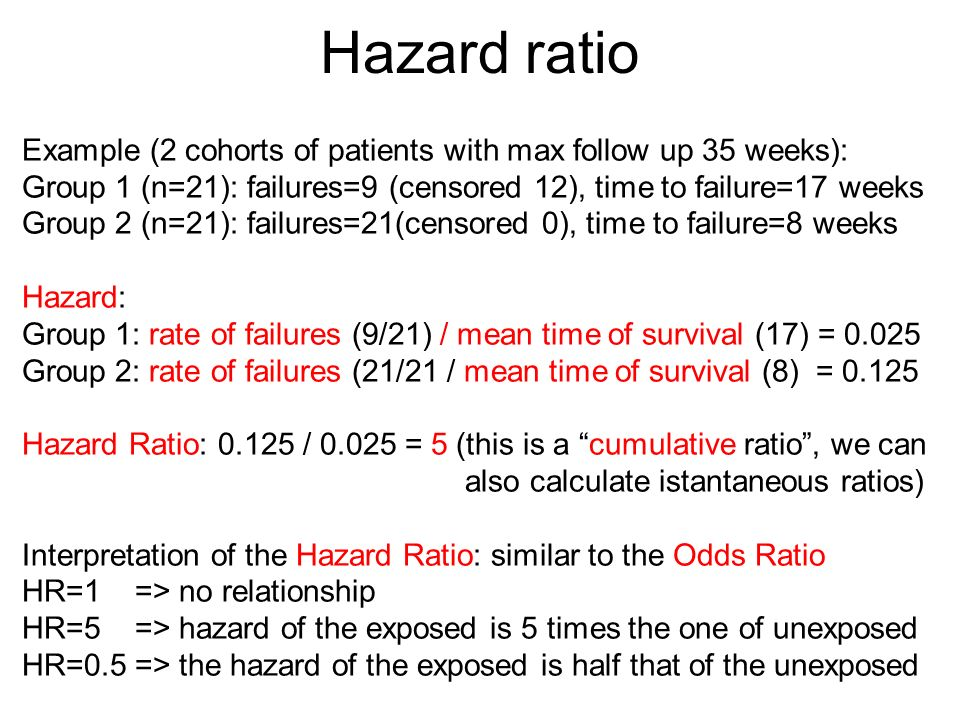 Hazard ratio
Example (2 cohorts of patients with max follow up 35 weeks):
Group 1 (n=21): failures=9 (censored 12), time to failure=17 weeks
Group 2 (n=21): failures=21(censored 0), time to failure=8 weeks
Hazard:
Group 1: rate of failures (9/21) / mean time of survival (17) = 0.025
Group 2: rate of failures (21/21 / mean time of survival (8) = 0.125
Hazard Ratio: 0.125 / 0.025 = 5 (this is a “cumulative ratio”, we can
also calculate istantaneous ratios)
Interpretation of the Hazard Ratio: similar to the Odds Ratio
HR=1 => no relationship
HR=5 => hazard of the exposed is 5 times the one of unexposed
HR=0.5 => the hazard of the exposed is half that of the unexposed